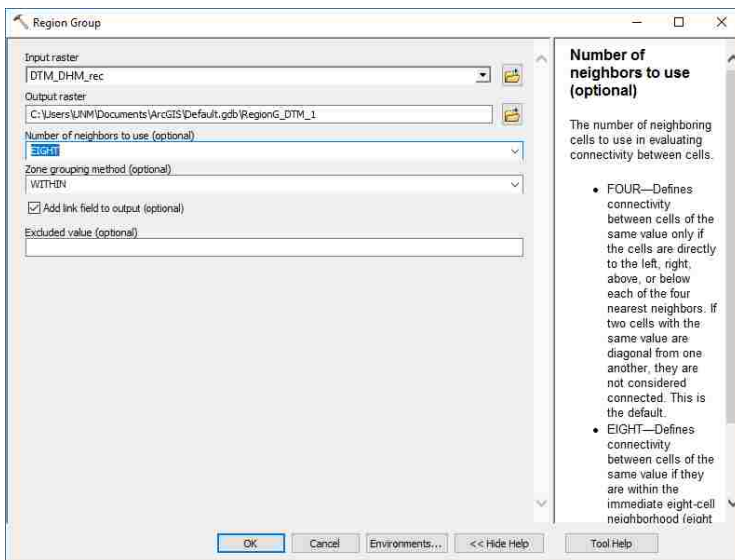 Region Group
Input raster
DTM_DHM_rec
Output raster
C:\Users\UNM\Documents\ArcGIS\Default.gdb\RegionG_DTM_1
Number of neighbors to use (optional)
EIGHT
Zone grouping method (optional)
WITHIN
Add link field to output (optional)
Excluded value (optional)
OK
Cancel
Environments...
<< Hide Help
Tool Help
Number of
neighbors to use
(optional)
The number of neighboring
cells to use in evaluating
connectivity between cells.
• FOUR—Defines
connectivity
between cells of the
same value only if
the cells are directly
to the left, right,
above, or below
each of the four
nearest neighbors. If
two cells with the
same value are
diagonal from one
another, they are
not considered
connected. This is
the default.
• EIGHT—Defines
connectivity
between cells of the
same value if they
are within the
immediate eight-cell
neighborhood (eight